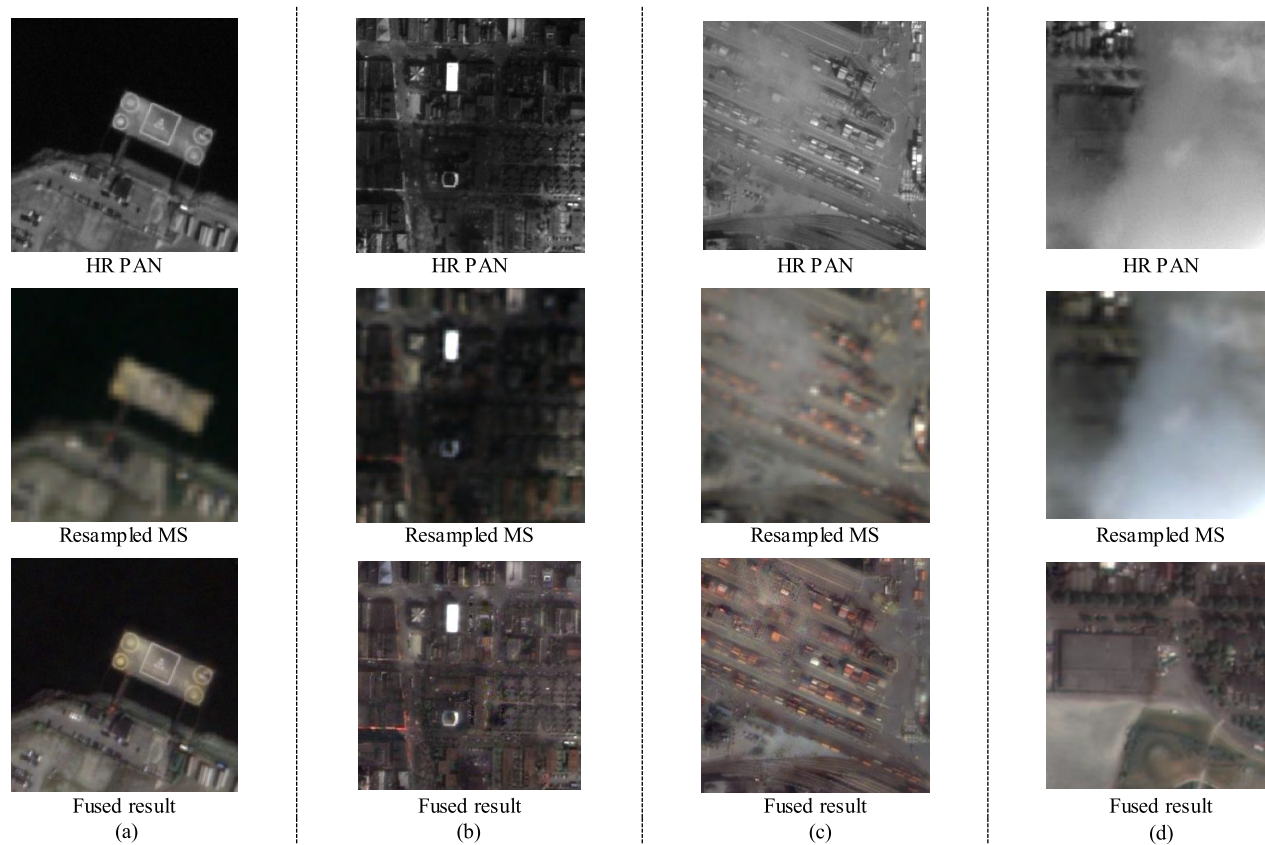 HR PAN
HR PAN
HR PAN
HR PAN
Resampled MS
Resampled MS
Resampled MS
Resampled MS
Fused result
Fused result
Fused result
Fused result
(a)
(b)
(c)
(d)